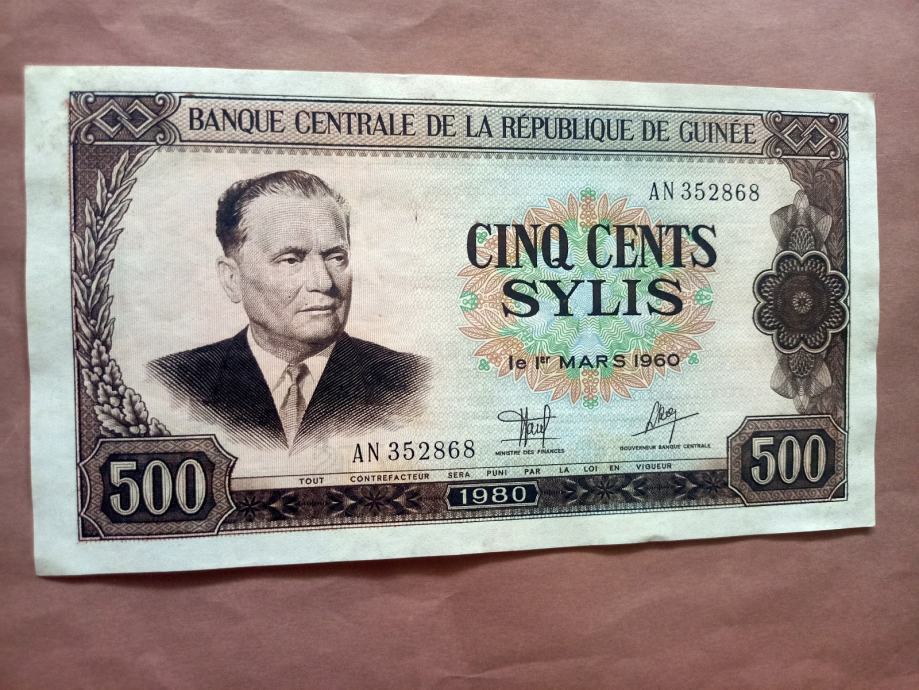 BANQUE CENTRALE DE LA RÉPUBLIQUE DE GUINÉE
AN 352868
CINQ CENTS
SYLIS
le 1er MARS 1960
AN 352868
MINISTRE DES FINANCES
GOUVERNEUR BANQUE CENTRALE
TOUT CONTREFACTEUR SERA PUNI PAR LA LOI EN VIGUEUR
500
1980
500